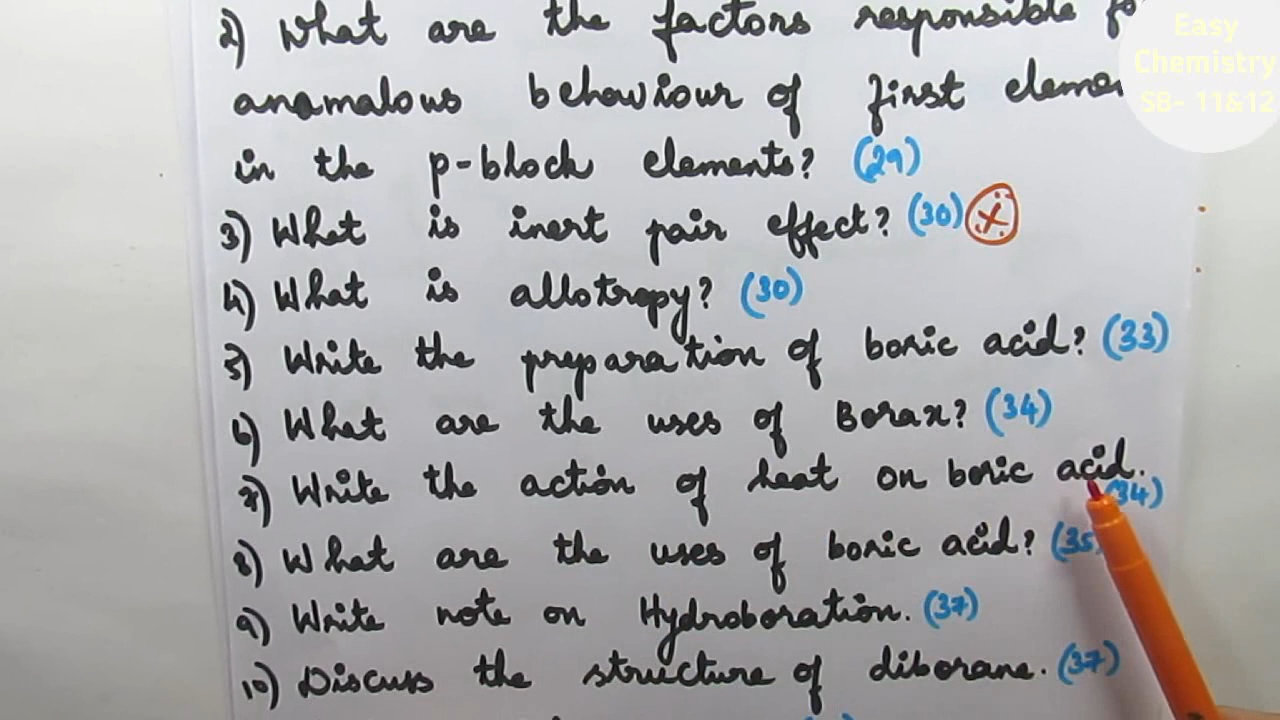 2) What are the factors responsible for
anamalous behaviour of first elemen
in the p-block elements? (29)
3) What is inert pair effect? (30) X
4) What is allotropy? (30)
5) Write the preparation of boric acid? (33)
6) What are the uses of Borax? (34)
7) Write the action of heat on boric acid. (34)
8) What are the uses of boric acid? (35)
9) Write note on Hydroboration. (37)
10) Discuss the structure of diborane. (37)
Easy
Chemistry
SB- 11&12